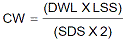 CW = (DWL X LSS)
(SDS X 2)